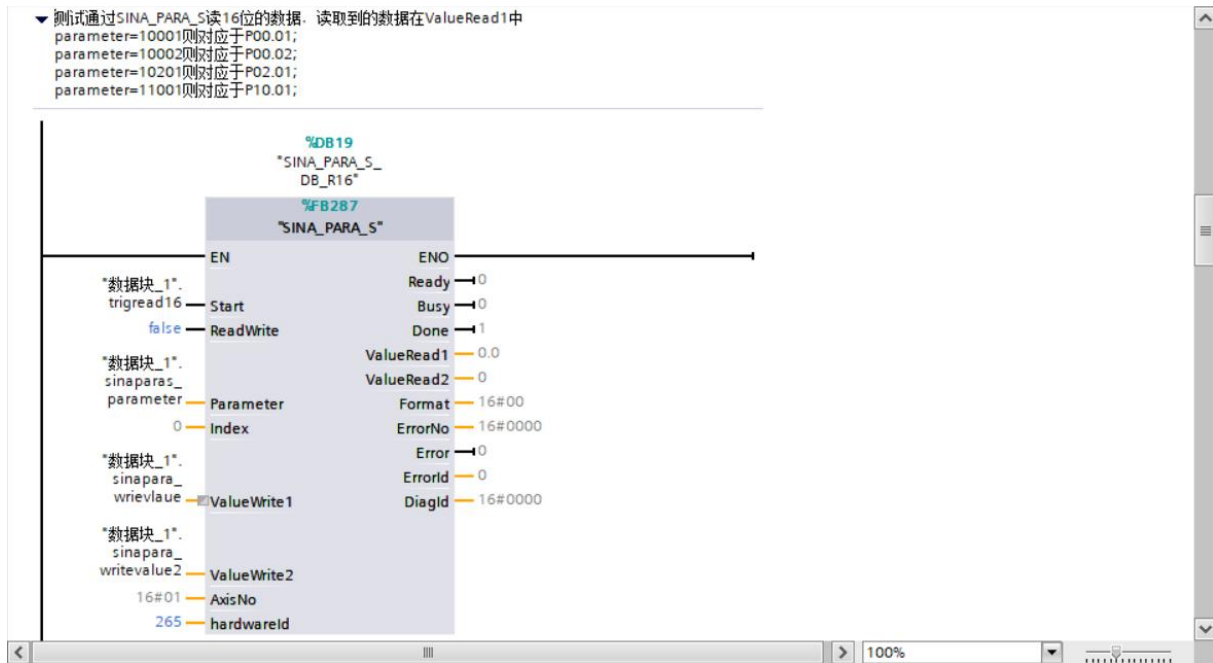 测试通过SINA_PARA_S读16位的数据. 读取到的数据在ValueRead1中
parameter=10001则对应于P00.01;
parameter=10002则对应于P00.02;
parameter=10201则对应于P02.01;
parameter=11001则对应于P10.01;
%DB19
"SINA_PARA_S_
DB_R16"
%FB287
"SINA_PARA_S"
EN
ENO
Ready
0
"数据块_1".
trigread16
Start
Busy
0
false
ReadWrite
Done
1
ValueRead1
0.0
"数据块_1".
sinaparas_
parameter
Parameter
ValueRead2
0
Format
16#00
0
Index
ErrorNo
16#0000
Error
0
"数据块_1".
sinapara_
wrievlaue
ValueWrite1
ErrorId
0
DiagId
16#0000
"数据块_1".
sinapara_
writevalue2
ValueWrite2
16#01
AxisNo
265
hardwareId
100%